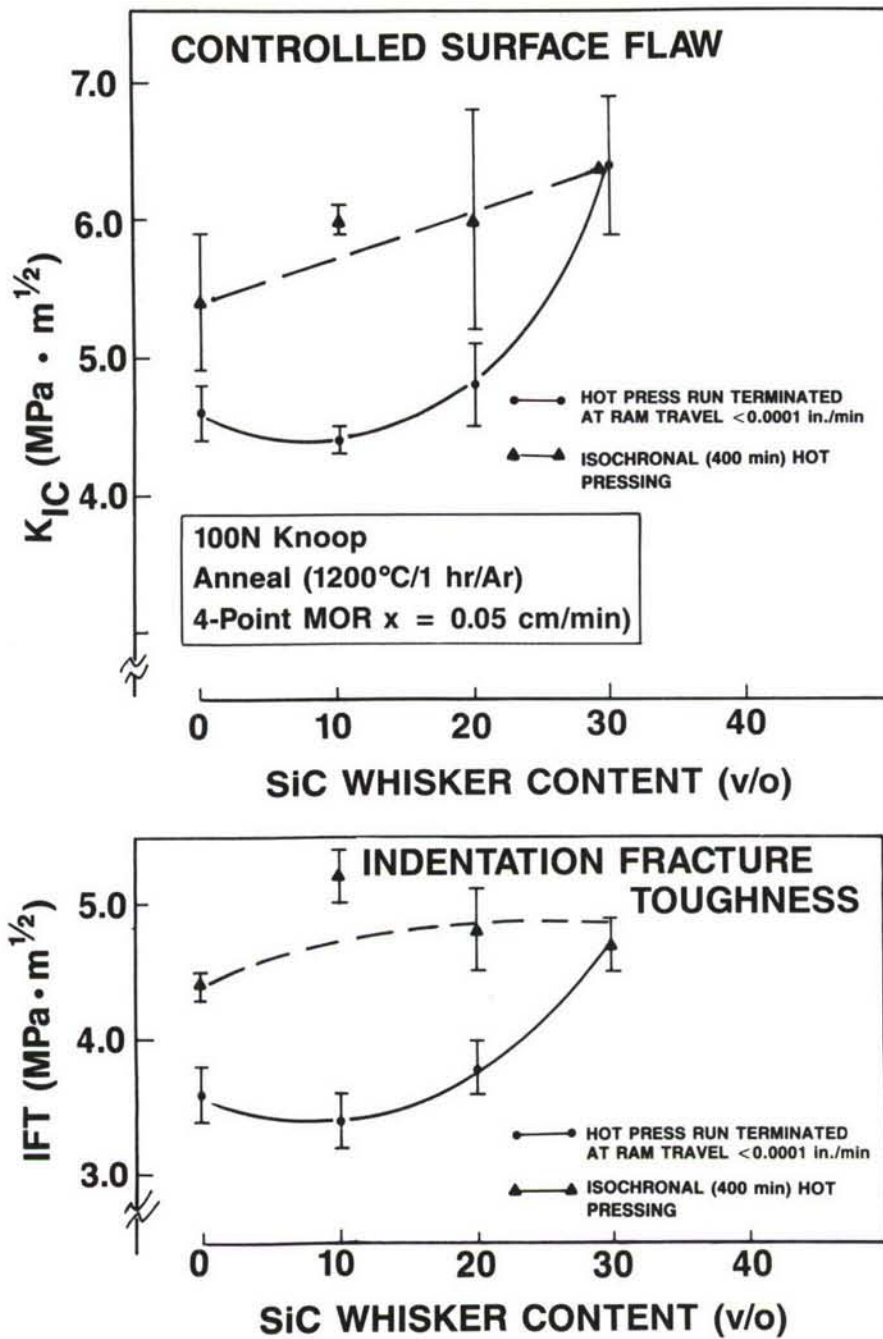 CONTROLLED SURFACE FLAW
7.0
6.0
5.0
4.0
K_IC (MPa • m^1/2)
HOT PRESS RUN TERMINATED
AT RAM TRAVEL <0.0001 in./min
ISOCHRONAL (400 min) HOT
PRESSING
100N Knoop
Anneal (1200°C/1 hr/Ar)
4-Point MOR x = 0.05 cm/min)
0 10 20 30 40
SiC WHISKER CONTENT (v/o)
INDENTATION FRACTURE
TOUGHNESS
5.0
4.0
3.0
IFT (MPa • m^1/2)
HOT PRESS RUN TERMINATED
AT RAM TRAVEL <0.0001 in./min
ISOCHRONAL (400 min) HOT
PRESSING
0 10 20 30 40
SiC WHISKER CONTENT (v/o)